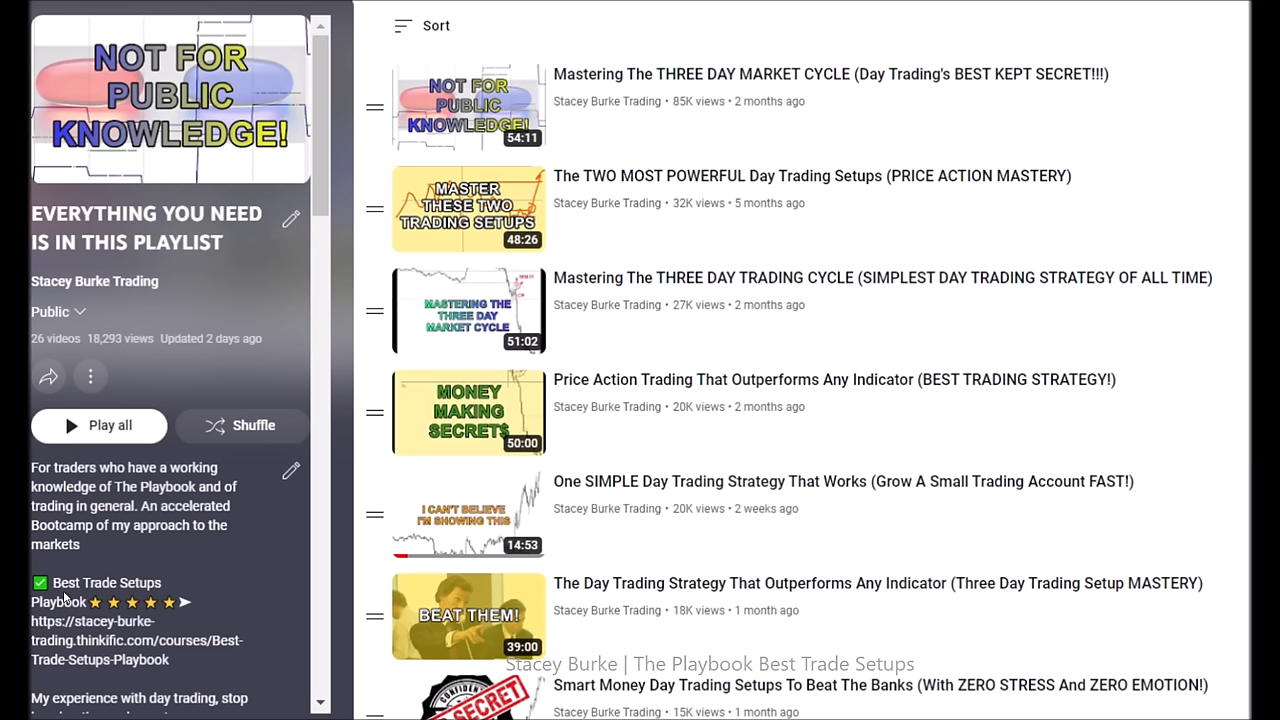 NOT FOR
PUBLIC
KNOWLEDGE!
EVERYTHING YOU NEED
IS IN THIS PLAYLIST
Stacey Burke Trading
Public
26 videos 18,293 views Updated 2 days ago
Play all
Shuffle
For traders who have a working
knowledge of The Playbook and of
trading in general. An accelerated
Bootcamp of my approach to the
markets
✅ Best Trade Setups
Playbook⭐ ⭐ ⭐ ⭐ ⭐➤
https://stacey-burke-
trading.thinkific.com/courses/Best-
Trade-Setups-Playbook
My experience with day trading, stop
Sort
NOT FOR
PUBLIC
KNOWLEDGE!
54:11
Mastering The THREE DAY MARKET CYCLE (Day Trading's BEST KEPT SECRET!!!)
Stacey Burke Trading • 85K views • 2 months ago
MASTER
THESE TWO
TRADING SETUPS
48:26
The TWO MOST POWERFUL Day Trading Setups (PRICE ACTION MASTERY)
Stacey Burke Trading • 32K views • 5 months ago
MASTERING THE
THREE DAY
MARKET CYCLE
51:02
Mastering The THREE DAY TRADING CYCLE (SIMPLEST DAY TRADING STRATEGY OF ALL TIME)
Stacey Burke Trading • 27K views • 2 months ago
MONEY
MAKING
SECRET$
50:00
Price Action Trading That Outperforms Any Indicator (BEST TRADING STRATEGY!)
Stacey Burke Trading • 20K views • 2 months ago
I CAN'T BELIEVE
I'M SHOWING THIS
14:53
One SIMPLE Day Trading Strategy That Works (Grow A Small Trading Account FAST!)
Stacey Burke Trading • 20K views • 2 weeks ago
BEAT THEM!
39:00
The Day Trading Strategy That Outperforms Any Indicator (Three Day Trading Setup MASTERY)
Stacey Burke Trading • 18K views • 1 month ago
Stacey Burke | The Playbook Best Trade Setups
SECRET
Smart Money Day Trading Setups To Beat The Banks (With ZERO STRESS And ZERO EMOTION!)
Stacey Burke Trading • 15K views • 1 month ago